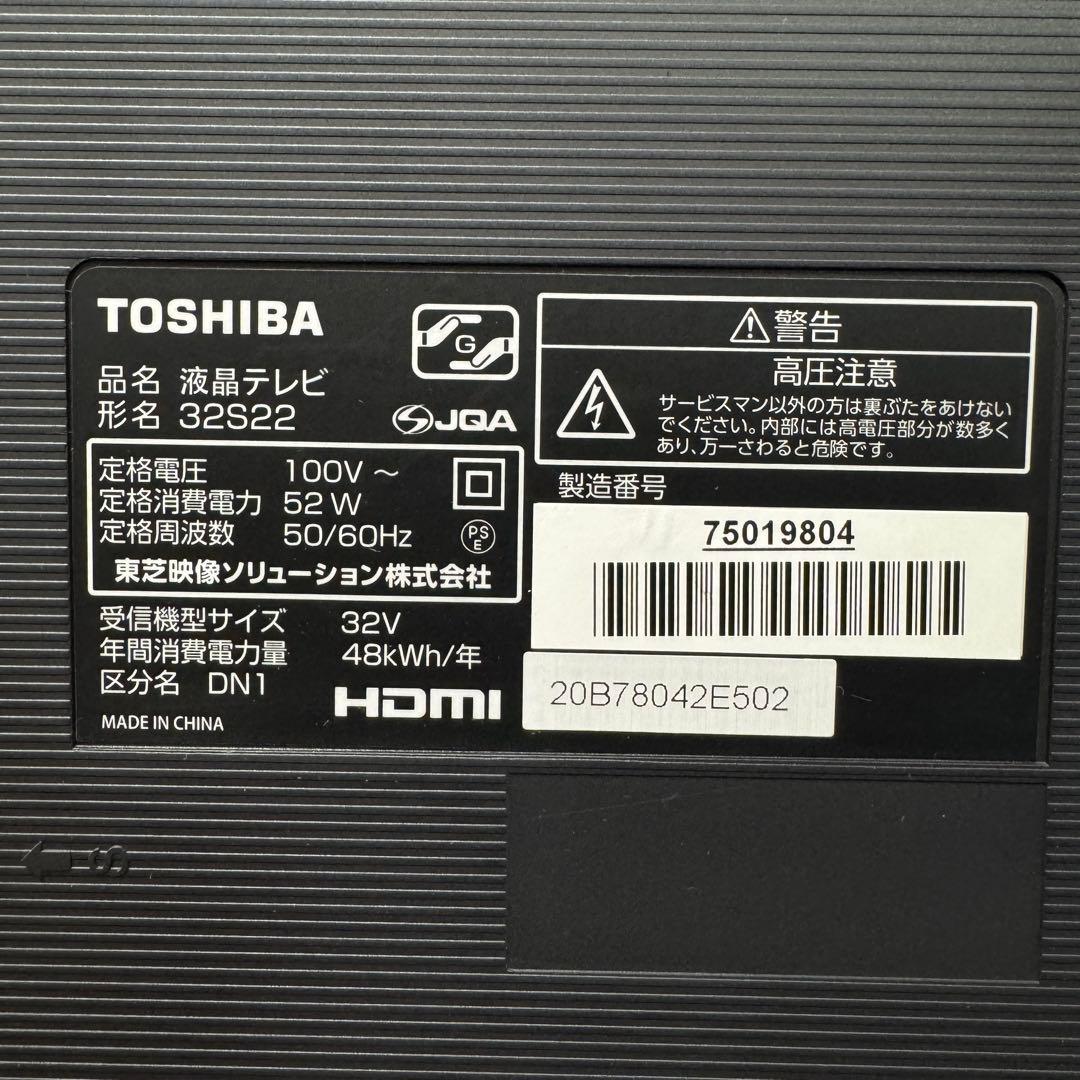 TOSHIBA
G
品名 液晶テレビ
形名 32S22
JQA
定格電圧 100V ～
定格消費電力 52W
定格周波数 50/60Hz
PS
E
東芝映像ソリューション株式会社
受信機型サイズ 32V
年間消費電力量 48kWh/年
区分名 DN1
HDMI
MADE IN CHINA
警告
高圧注意
サービスマン以外の方は裏ぶたをあけない
でください。内部には高電圧部分が数多く
あり、万一さわると危険です。
製造番号
75019804
20B78042E502
S